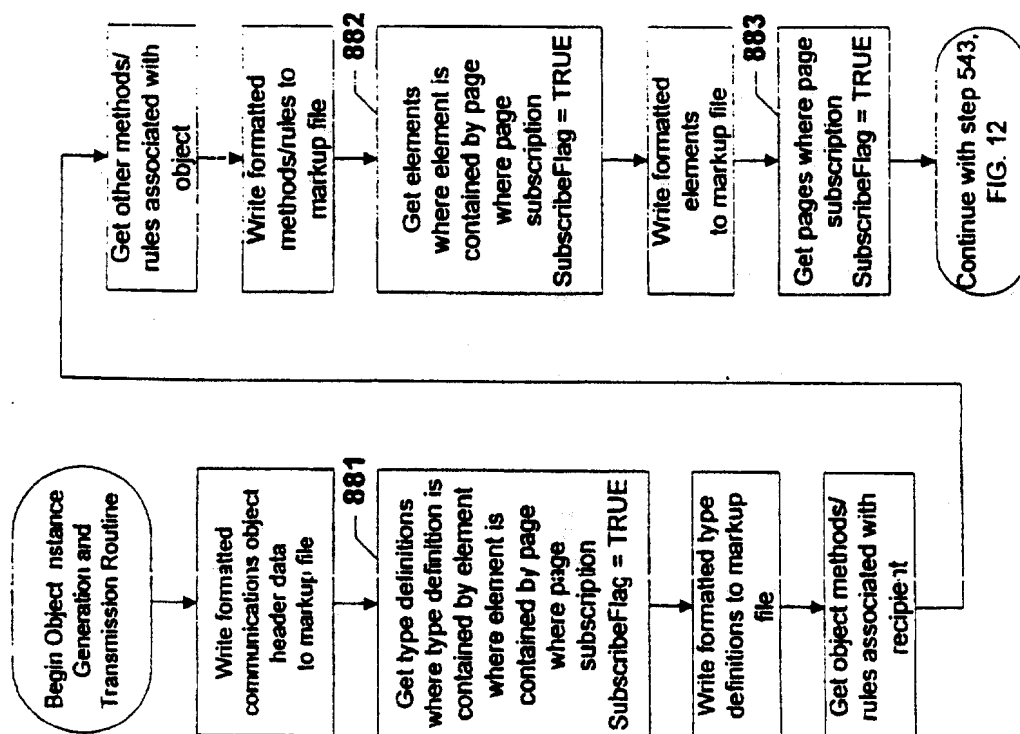 Begin Object nstance
Generation and
Transmission Routine
Write formatted
communications object
header data
to markup file
881
Get type definitions
where type definition is
contained by element
where element is
contained by page
where page
subscription
SubscribeFlag = TRUE
Write formatted type
definitions to markup
file
Get object methods/
rules associated with
recipient
Get other methods/
rules associated with
object
Write formatted
methods/rules to
markup file
882
Get elements
where element is
contained by page
where page
subscription
SubscribeFlag = TRUE
Write formatted
elements
to markup file
883
Get pages where page
subscription
SubscribeFlag = TRUE
Continue with step 543,
FIG. 12